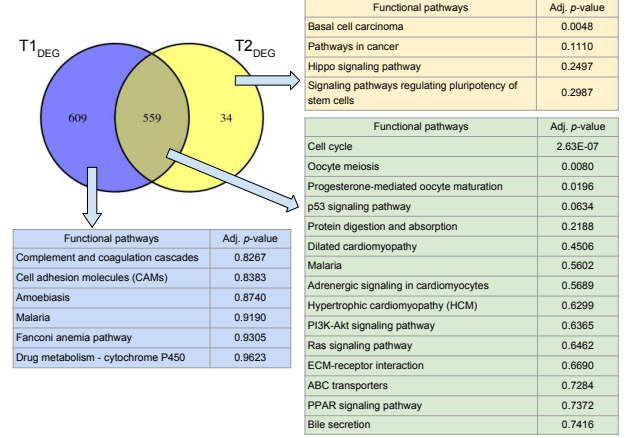 T1DEG
T2DEG
609
559
34
Functional pathways Adj. p-value
Basal cell carcinoma 0.0048
Pathways in cancer 0.1110
Hippo signaling pathway 0.2497
Signaling pathways regulating pluripotency of
stem cells 0.2987
Functional pathways Adj. p-value
Cell cycle 2.63E-07
Oocyte meiosis 0.0080
Progesterone-mediated oocyte maturation 0.0196
p53 signaling pathway 0.0634
Protein digestion and absorption 0.2188
Dilated cardiomyopathy 0.4506
Malaria 0.5602
Adrenergic signaling in cardiomyocytes 0.5689
Hypertrophic cardiomyopathy (HCM) 0.6299
PI3K-Akt signaling pathway 0.6365
Ras signaling pathway 0.6462
ECM-receptor interaction 0.6690
ABC transporters 0.7284
PPAR signaling pathway 0.7372
Bile secretion 0.7416
Functional pathways Adj. p-value
Complement and coagulation cascades 0.8267
Cell adhesion molecules (CAMs) 0.8383
Amoebiasis 0.8740
Malaria 0.9190
Fanconi anemia pathway 0.9305
Drug metabolism - cytochrome P450 0.9623